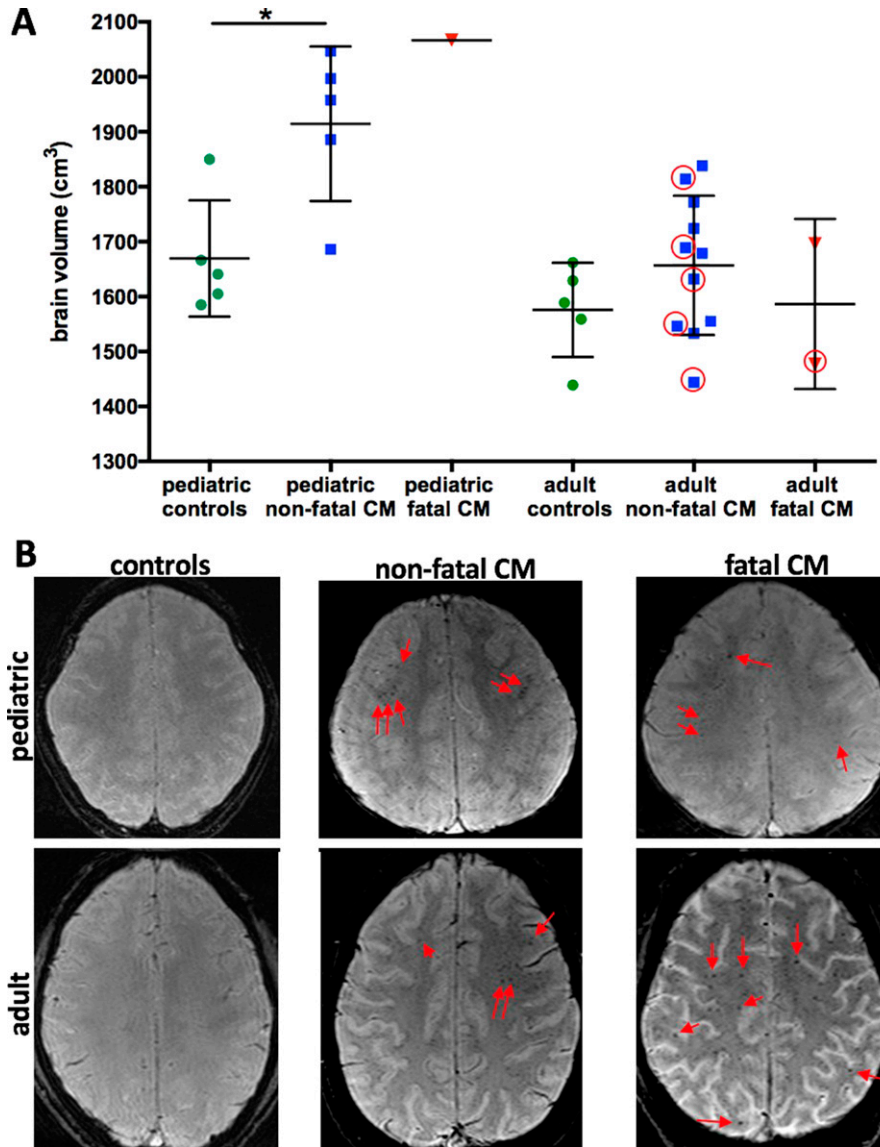 A
*
brain volume (cm³)
2100
2000
1900
1800
1700
1600
1500
1400
1300
pediatric controls
pediatric non-fatal CM
pediatric fatal CM
adult controls
adult non-fatal CM
adult fatal CM
B
controls
non-fatal CM
fatal CM
pediatric
adult